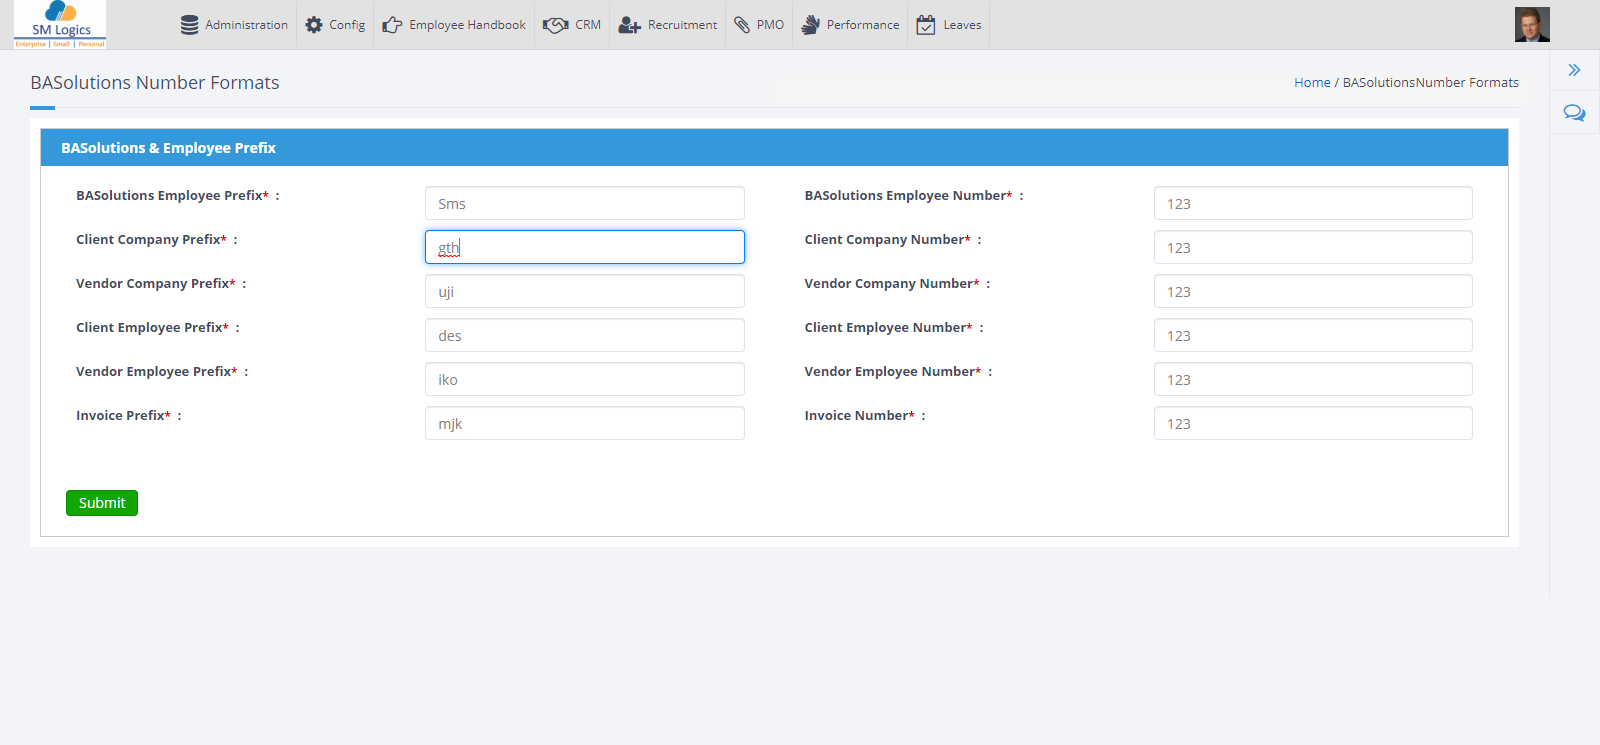 SM Logics
Enterprise | Small | Personal
Administration Config Employee Handbook CRM Recruitment PMO Performance Leaves
BASolutions Number Formats
Home / BASolutionsNumber Formats
BASolutions & Employee Prefix
BASolutions Employee Prefix* : Sms BASolutions Employee Number* : 123
Client Company Prefix* : gth Client Company Number* : 123
Vendor Company Prefix* : uji Vendor Company Number* : 123
Client Employee Prefix* : des Client Employee Number* : 123
Vendor Employee Prefix* : iko Vendor Employee Number* : 123
Invoice Prefix* : mjk Invoice Number* : 123
Submit